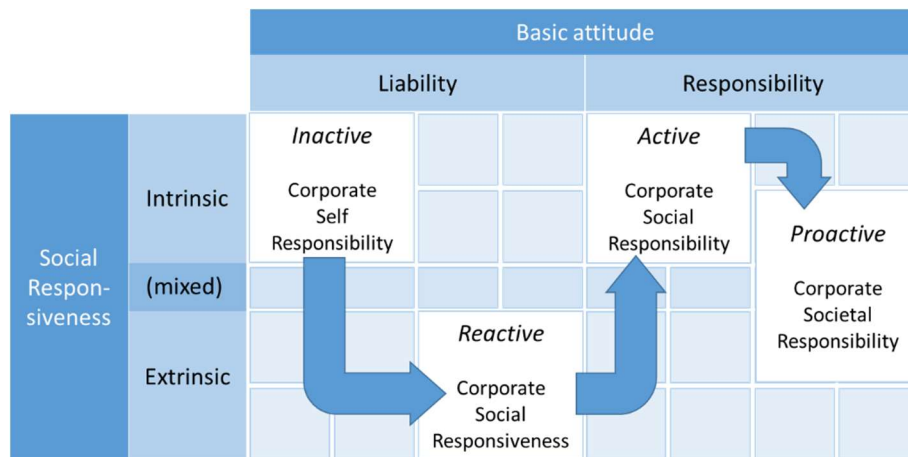 Basic attitude
Liability
Responsibility
Social
Respon-
siveness
Intrinsic
(mixed)
Extrinsic
Inactive
Corporate
Self
Responsibility
Reactive
Corporate
Social
Responsiveness
Active
Corporate
Social
Responsibility
Proactive
Corporate
Societal
Responsibility